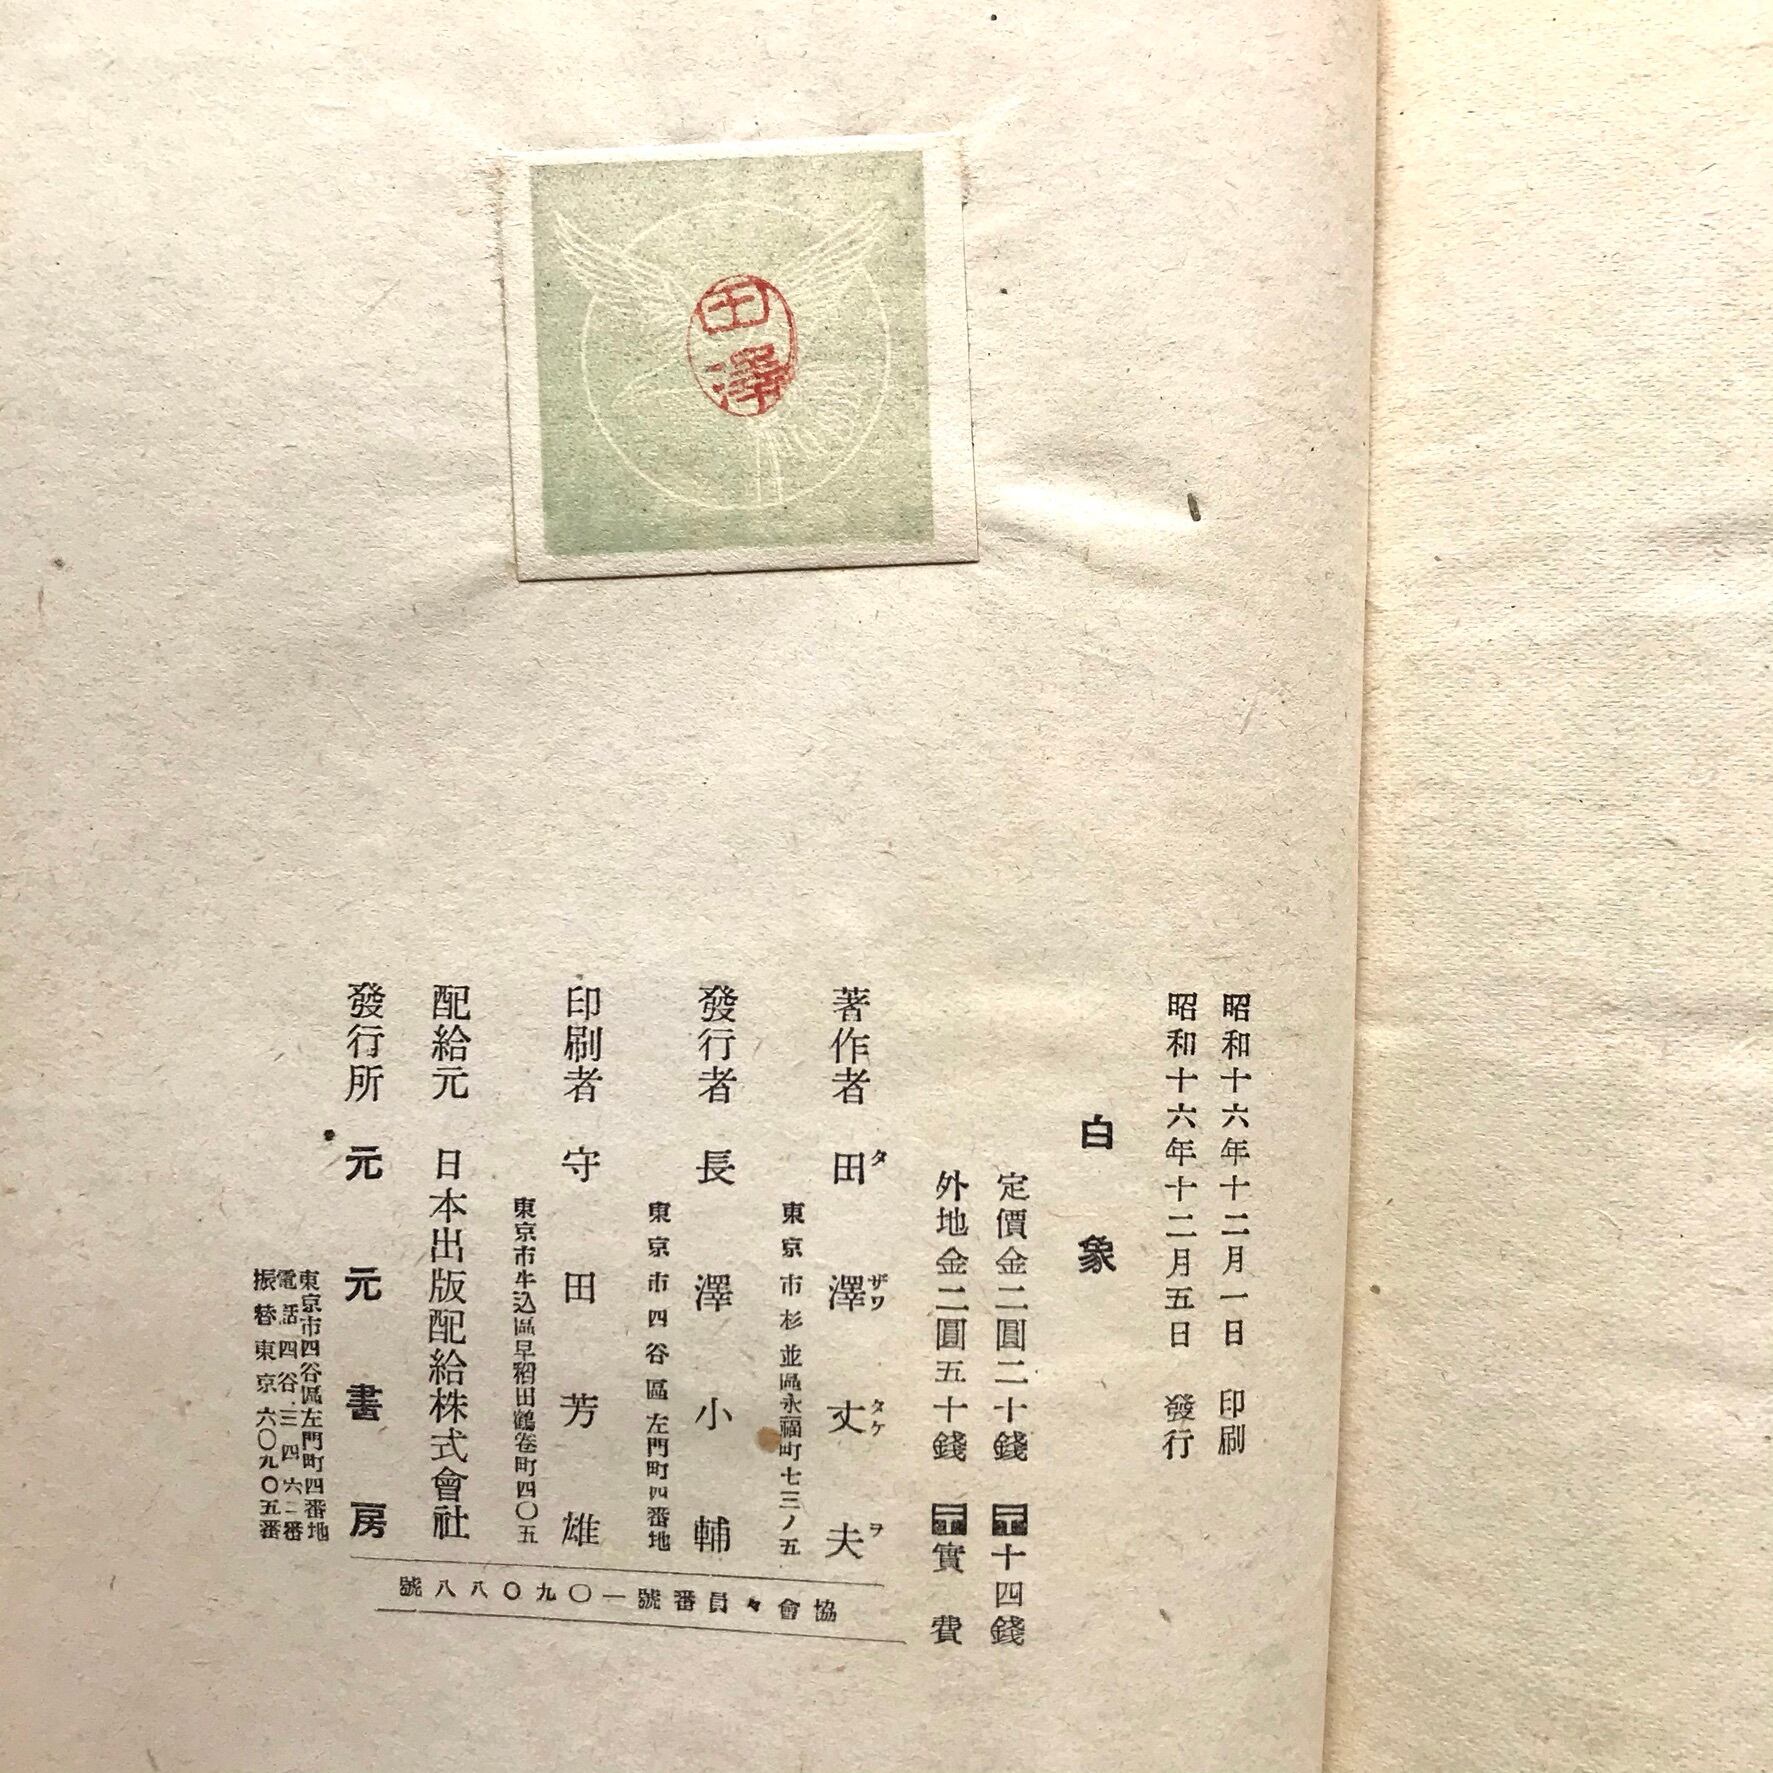 田澤
昭和十六年十二月一日　印刷
昭和十六年十二月五日　發行
白象
定價金二圓二十錢　〒十四錢
外地金二圓五十錢　〒實費
著作者　田澤丈夫
タザワタケヲ
東京市杉並區永福町七三ノ五
發行者　長澤小輔
東京市四谷區左門町四番地
印刷者　守田芳雄
東京市牛込區早稻田鶴卷町四〇五
配給元　日本出版配給株式會社
發行所　元元書房
東京市四谷區左門町四番地
電話四谷三四六二番
振替東京六〇九〇五番
協會々員番號一〇九〇八八號